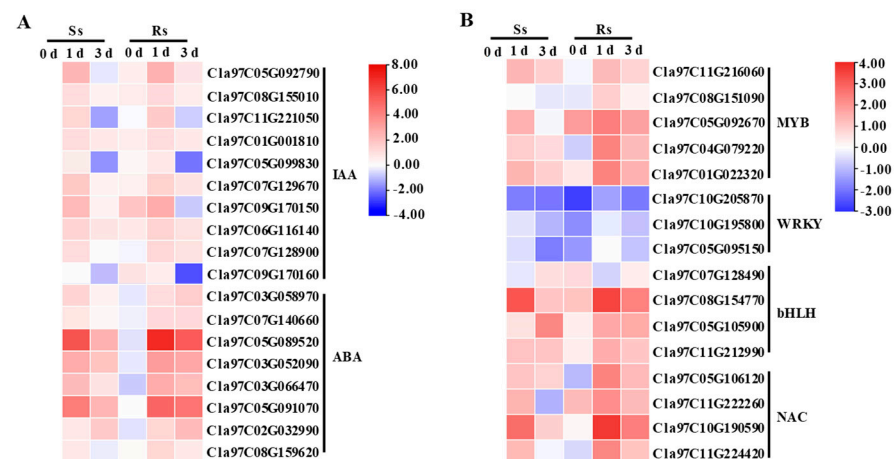 A
Ss Rs
0 d 1 d 3 d 0 d 1 d 3 d
Cla97C05G092790
Cla97C08G155010
Cla97C11G221050
Cla97C01G001810
Cla97C05G099830
Cla97C07G129670
Cla97C09G170150
Cla97C06G116140
Cla97C07G128900
Cla97C09G170160
Cla97C03G058970
Cla97C07G140660
Cla97C05G089520
Cla97C03G052090
Cla97C03G066470
Cla97C05G091070
Cla97C02G032990
Cla97C08G159620
IAA
ABA
8.00
6.00
4.00
2.00
0.00
-2.00
-4.00
B
Ss Rs
0 d 1 d 3 d 0 d 1 d 3 d
Cla97C11G216060
Cla97C08G151090
Cla97C05G092670
Cla97C04G079220
Cla97C01G022320
Cla97C10G205870
Cla97C10G195800
Cla97C05G095150
Cla97C07G128490
Cla97C08G154770
Cla97C05G105900
Cla97C11G212990
Cla97C05G106120
Cla97C11G222260
Cla97C10G190590
Cla97C11G224420
MYB
WRKY
bHLH
NAC
4.00
3.00
2.00
1.00
0.00
-1.00
-2.00
-3.00